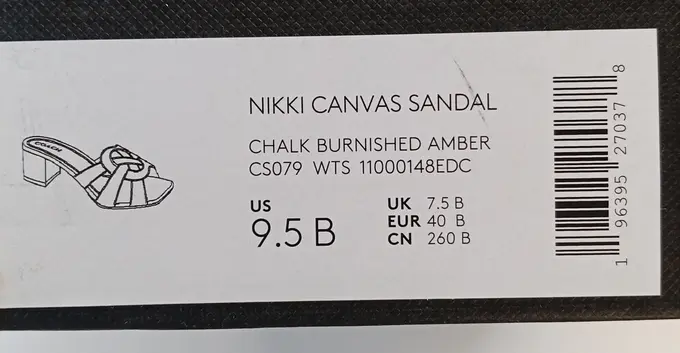 COACH
NIKKI CANVAS SANDAL
CHALK BURNISHED AMBER
CS079 WTS 11000148EDC
US
9.5 B
UK 7.5 B
EUR 40 B
CN 260 B
1 96395 27037 8